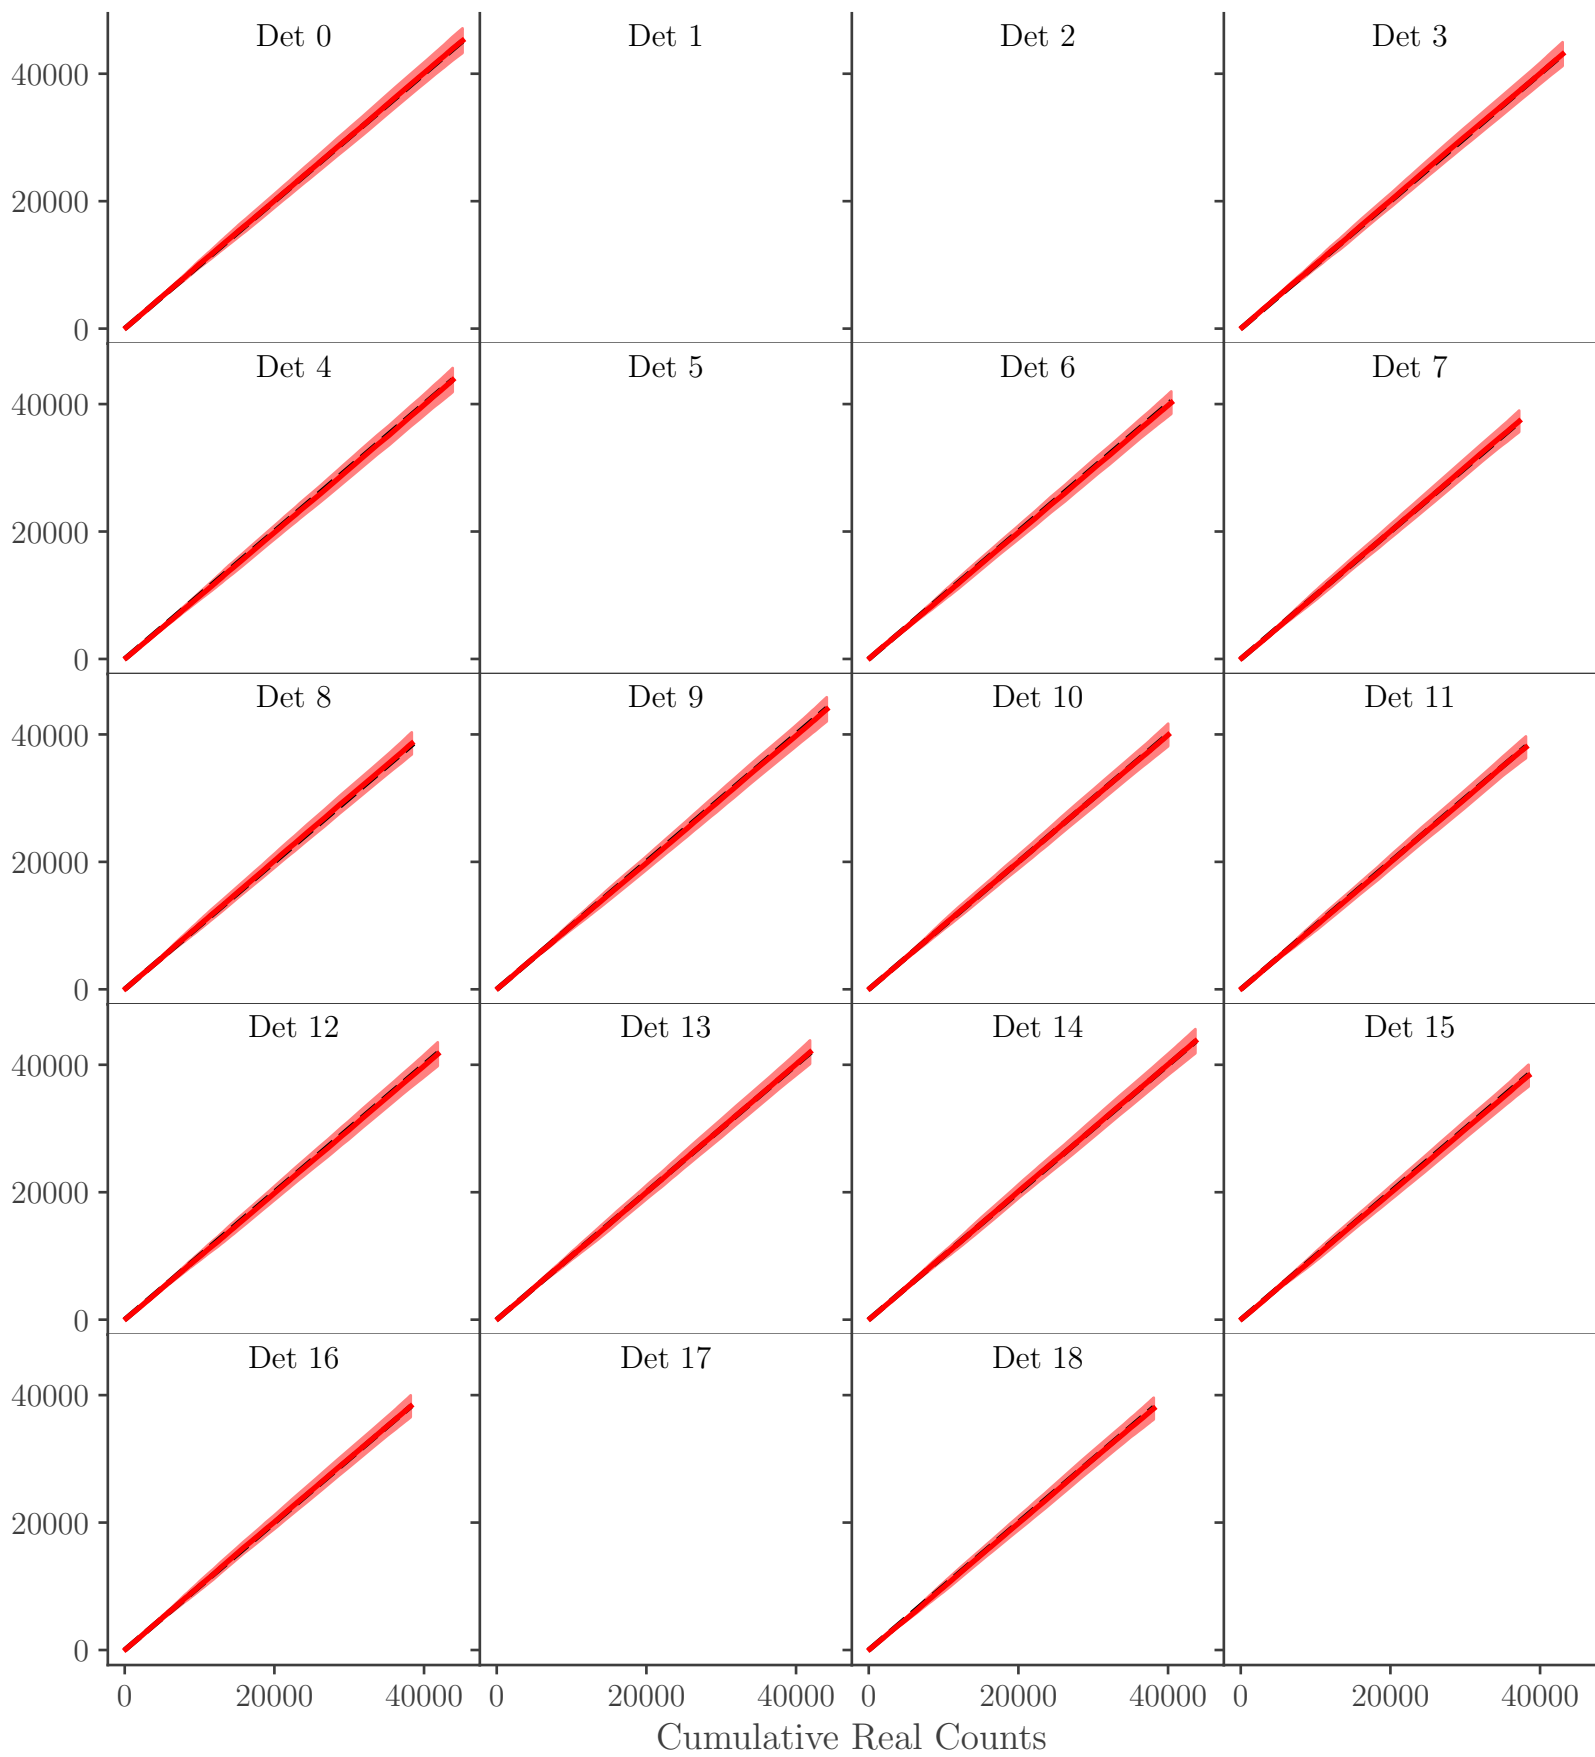 Det 0 Det 1 Det 2 Det 3
40000
20000
0
Det 4 Det 5 Det 6 Det 7
40000
20000
0
Det 8 Det 9 Det 10 Det 11
40000
20000
0
Det 12 Det 13 Det 14 Det 15
40000
20000
0
Det 16 Det 17 Det 18
40000
20000
0
0 20000 40000 0 20000 40000 0 20000 40000 0 20000 40000
Cumulative Real Counts